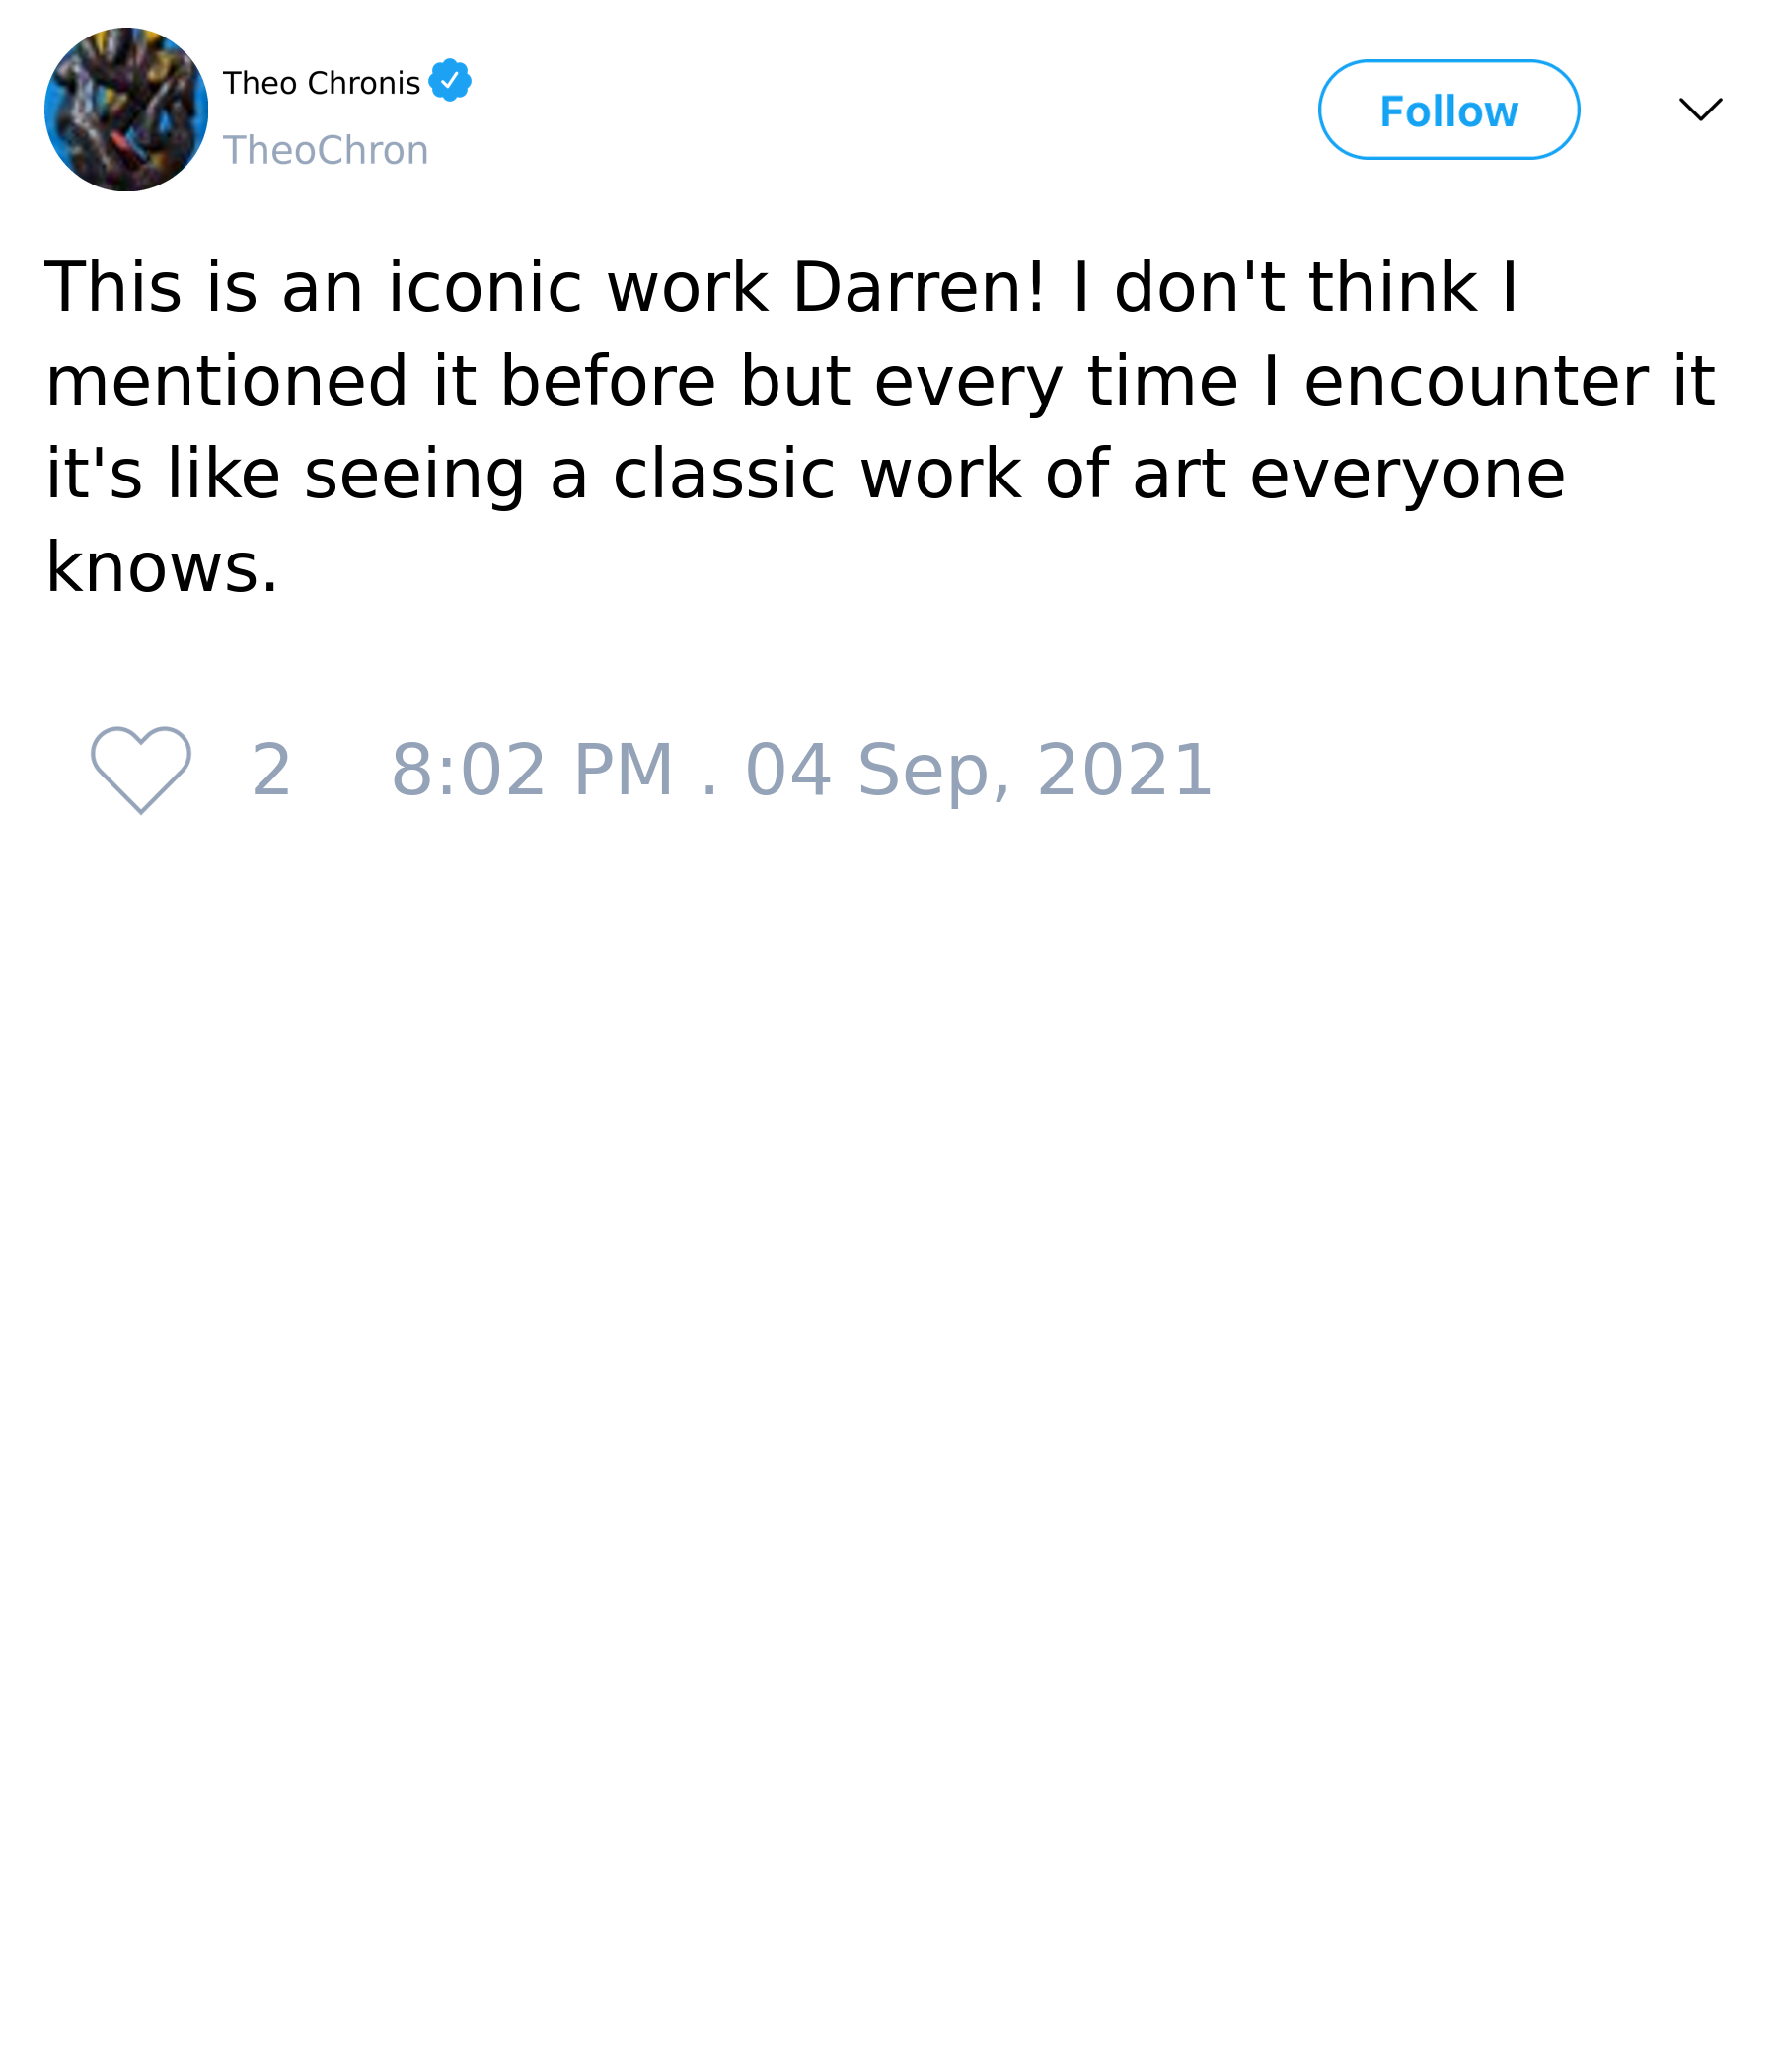 Theo Chronis
TheoChron
Follow
This is an iconic work Darren! I don't think I
mentioned it before but every time I encounter it
it's like seeing a classic work of art everyone
knows.
2 8:02 PM . 04 Sep, 2021